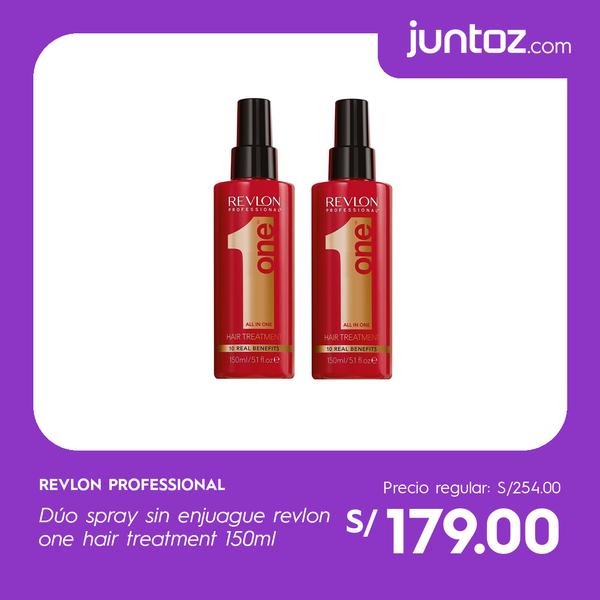 juntoz.com
REVLON REVLON
PROFESSIONAL PROFESSIONAL
1 one 1 one
ALL IN ONE ALL IN ONE
HAIR TREATMENT HAIR TREATMENT
10 REAL BENEFITS 10 REAL BENEFITS
150ml/5.1 fl.oz℮ 150ml/5.1 fl.oz℮
REVLON PROFESSIONAL
Precio regular: S/254.00
Dúo spray sin enjuague revlon
one hair treatment 150ml
S/179.00